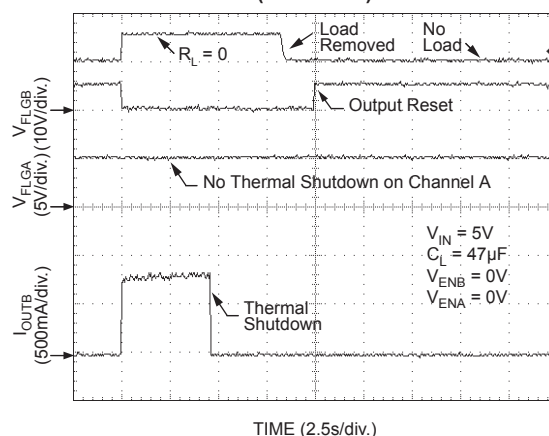 Load
Removed
No
Load
R_L = 0
V_FLGB
(10V/div.)
Output Reset
V_FLGA
(5V/div.)
No Thermal Shutdown on Channel A
V_IN = 5V
C_L = 47µF
V_ENB = 0V
V_ENA = 0V
I_OUTB
(500mA/div.)
Thermal
Shutdown
TIME (2.5s/div.)